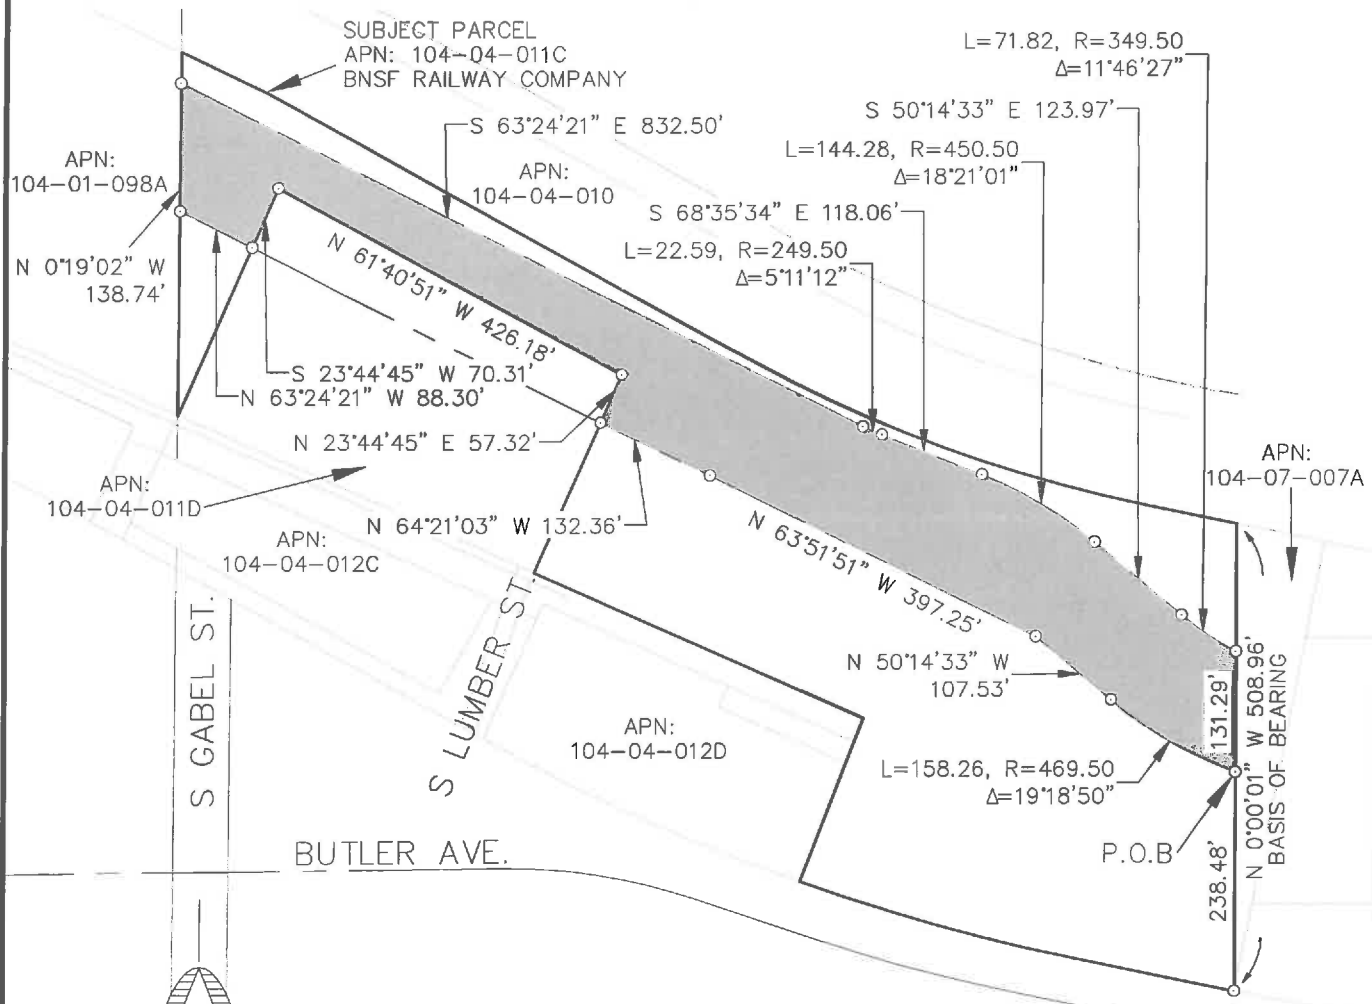 SUBJECT PARCEL
APN: 104-04-011C
BNSF RAILWAY COMPANY
L=71.82, R=349.50
Δ=11°46'27"
S 63°24'21" E 832.50'
S 50°14'33" E 123.97'
APN:
104-01-098A
APN:
104-04-010
L=144.28, R=450.50
Δ=18°21'01"
S 68°35'34" E 118.06'
L=22.59, R=249.50
Δ=5°11'12"
N 0°19'02" W
138.74'
N 61°40'51" W 426.18'
S 23°44'45" W 70.31'
N 63°24'21" W 88.30'
N 23°44'45" E 57.32'
APN:
104-07-007A
APN:
104-04-011D
N 64°21'03" W 132.36'
APN:
104-04-012C
N 63°51'51" W 397.25'
S GABEL ST.
S LUMBER ST.
N 50°14'33" W
107.53'
131.29'
N 0°00'01" W 508.96'
BASIS OF BEARING
APN:
104-04-012D
L=158.26, R=469.50
Δ=19°18'50"
P.O.B
238.48'
BUTLER AVE.